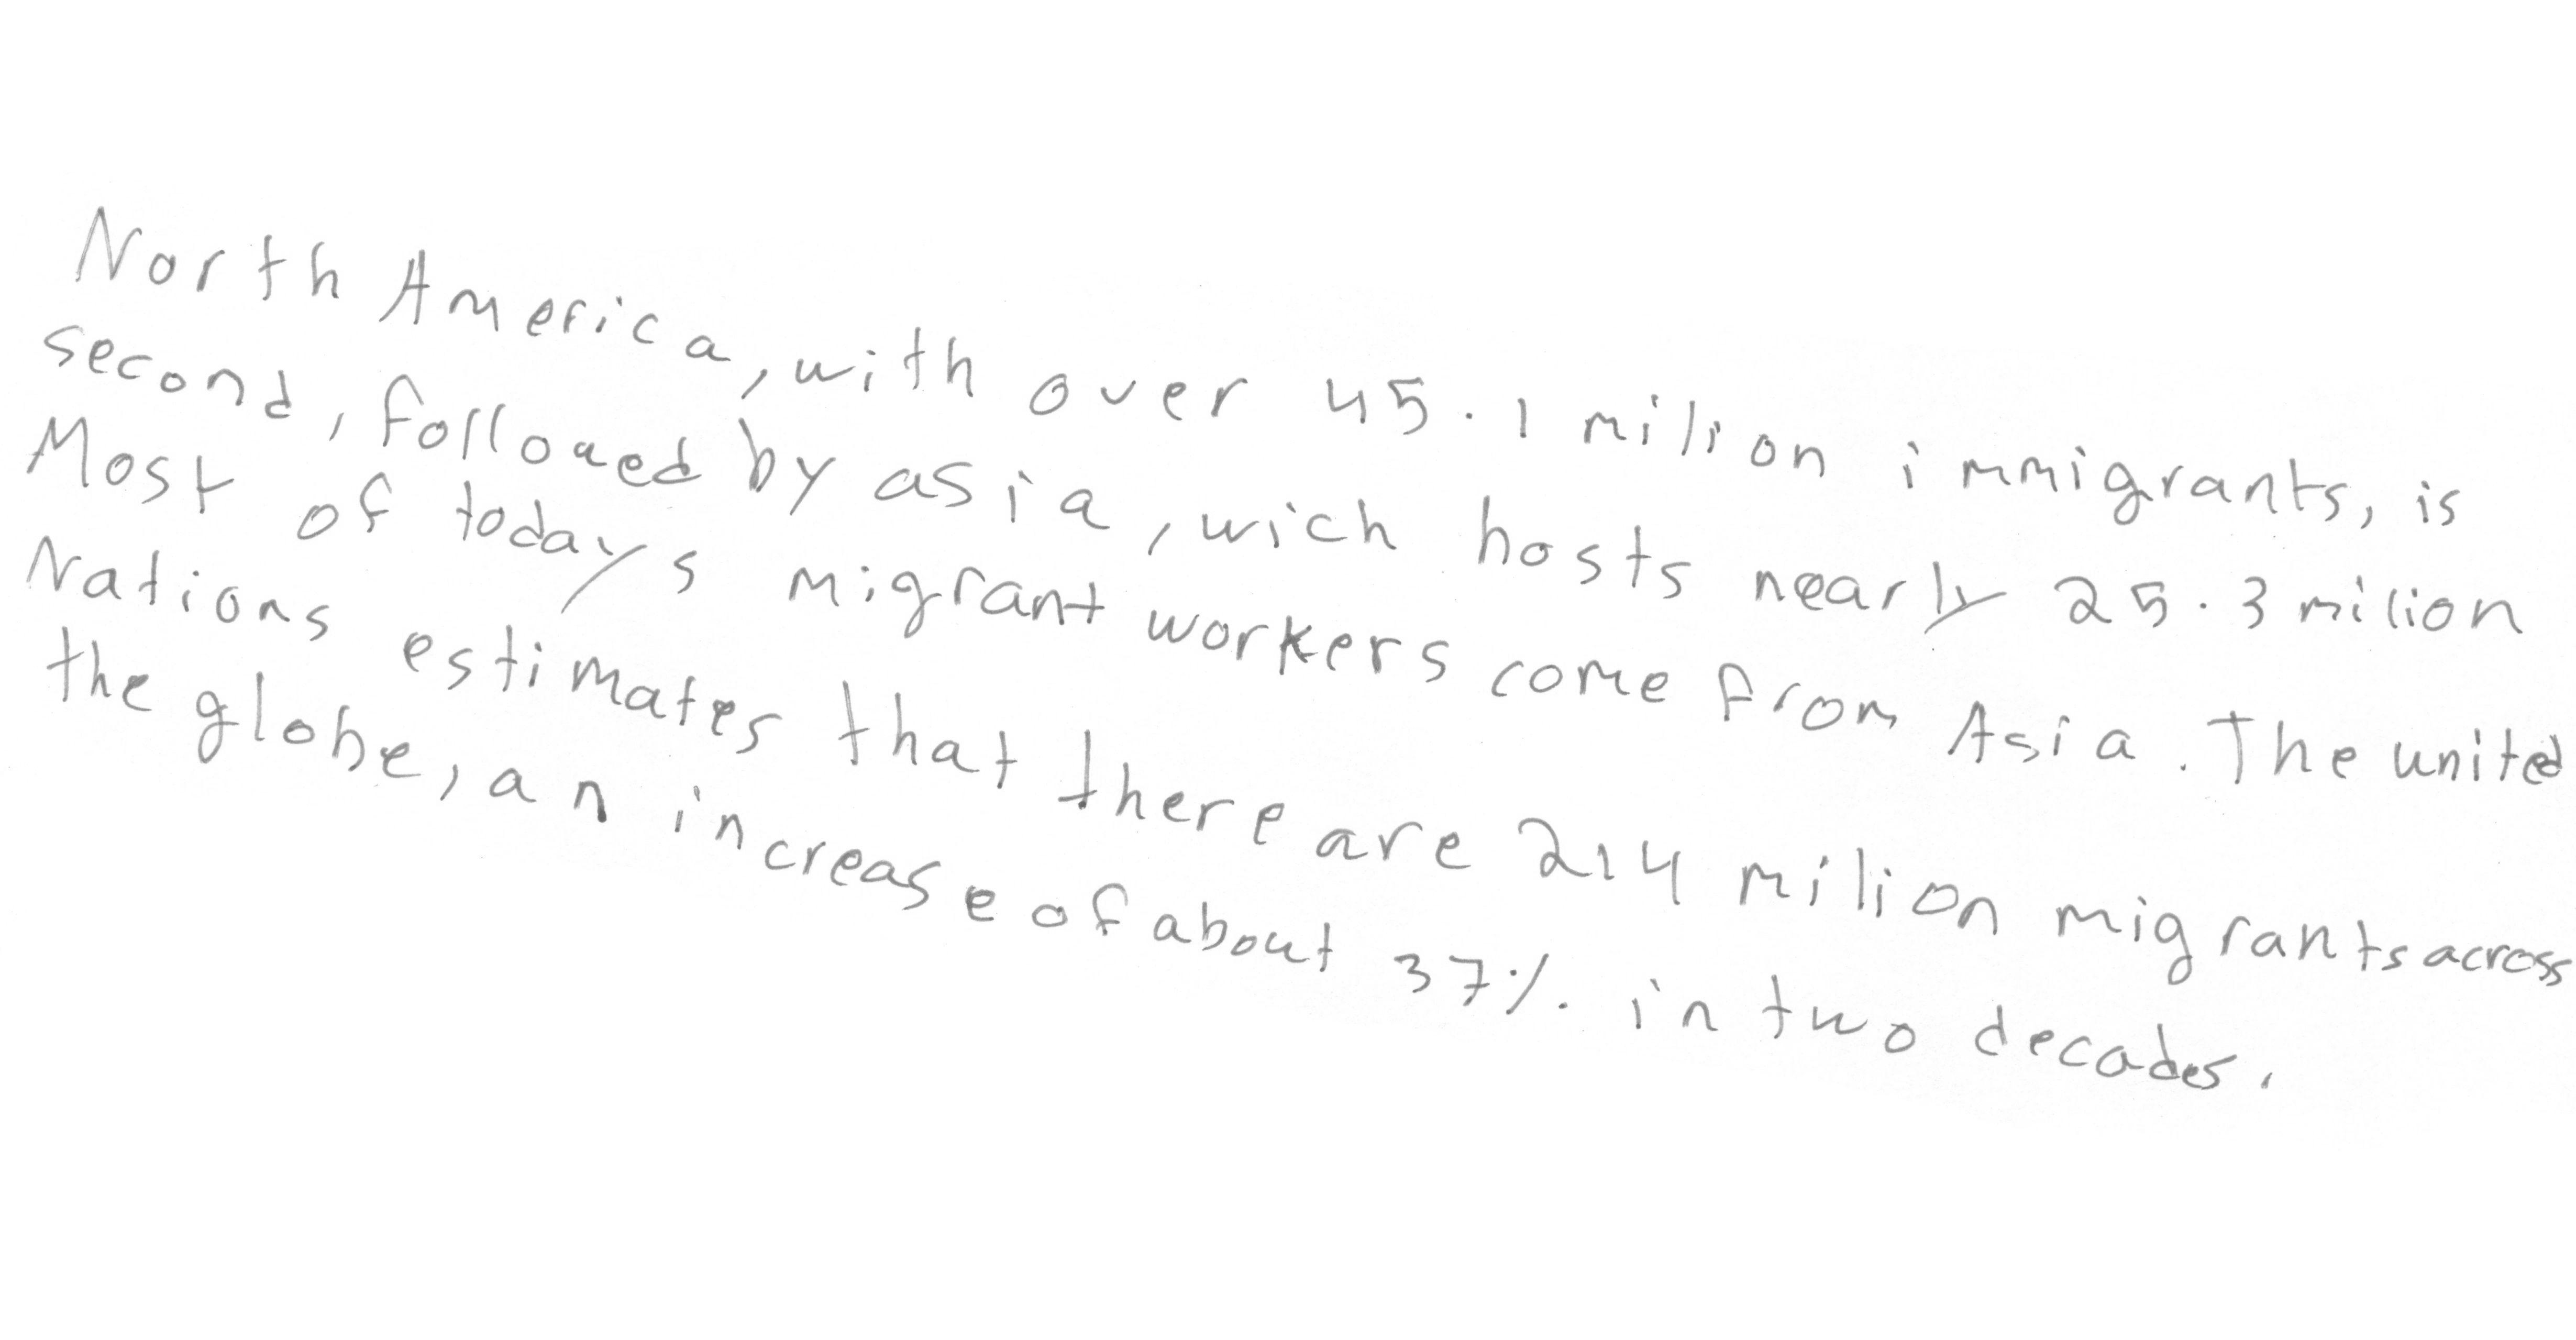 North America, with over 45.1 milion immigrants, is
second, followed by asia, wich hosts nearly 25.3 milion
Most of todays migrant workers come from Asia. The united
Nations estimates that there are 214 milion migrants across
the globe, an increase of about 37% in two decades.